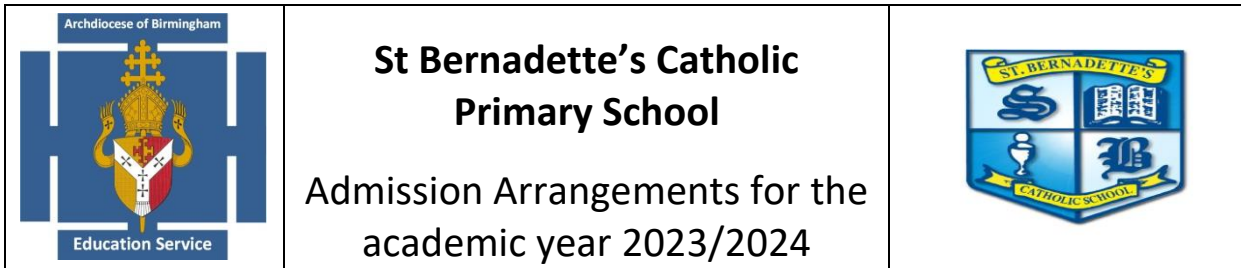 Archdiocese of Birmingham
Education Service
St Bernadette’s Catholic
Primary School
Admission Arrangements for the
academic year 2023/2024
ST. BERNADETTE'S
S
B
CATHOLIC SCHOOL